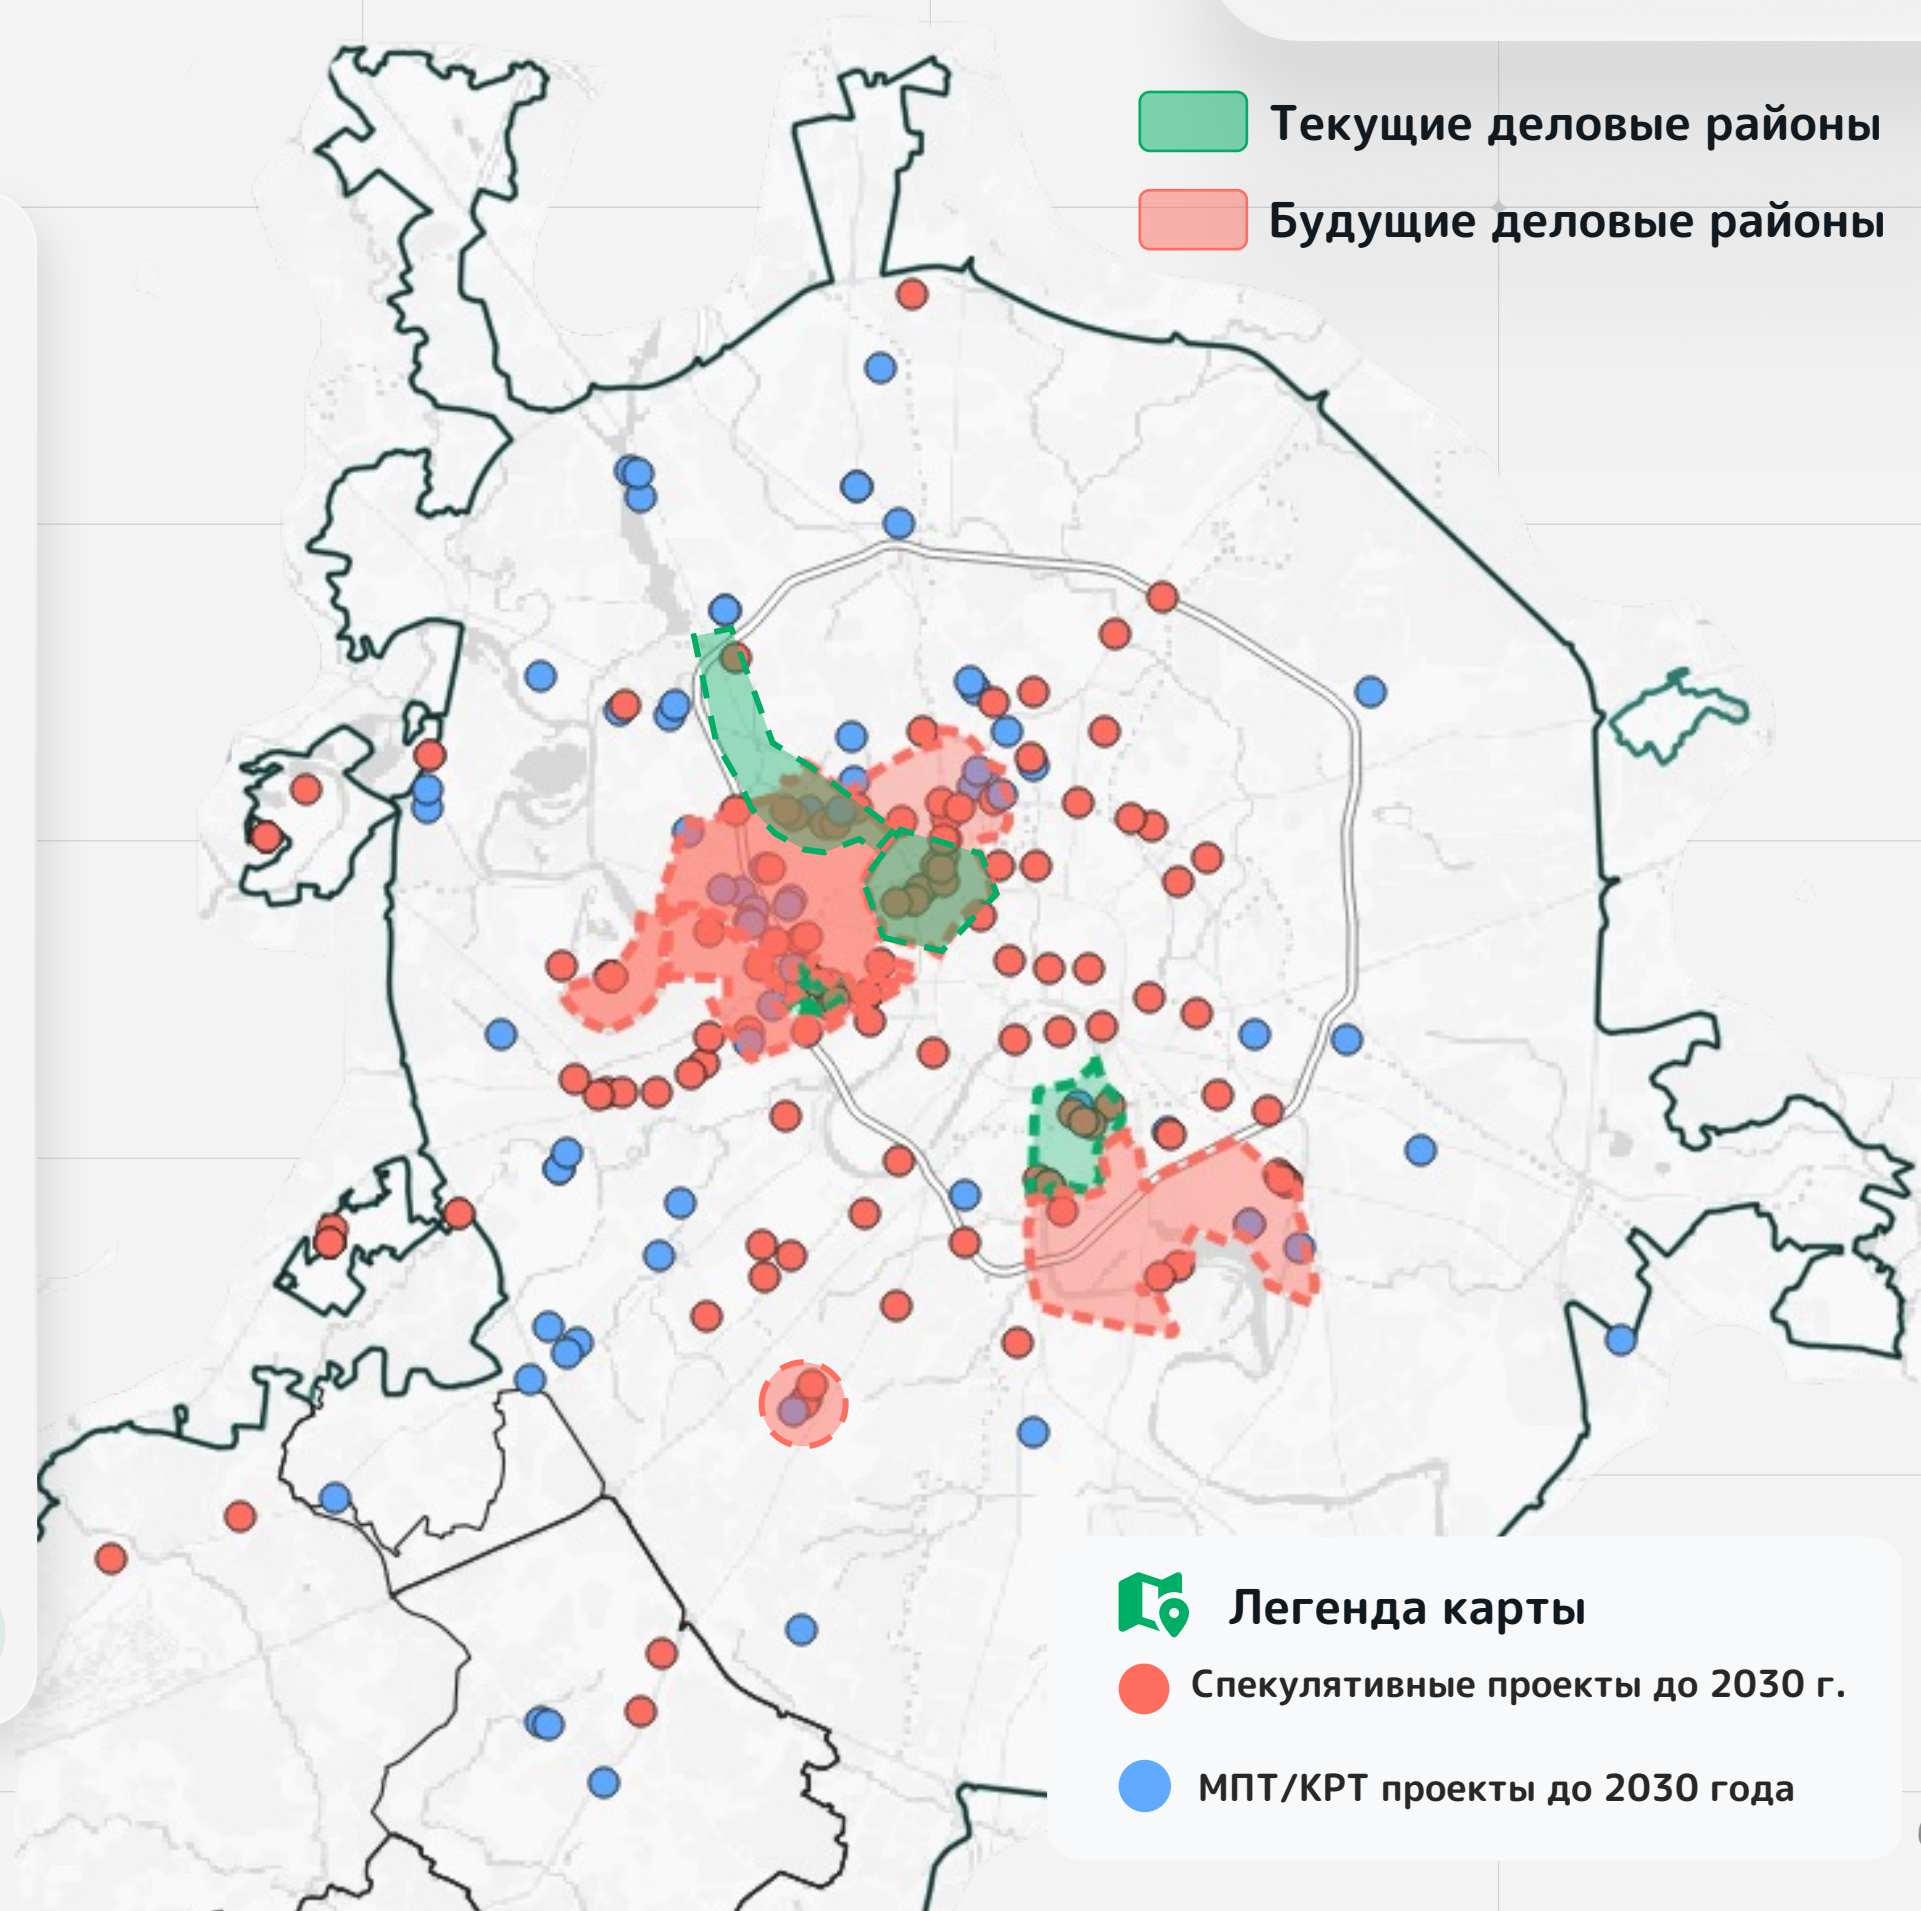 Текущие деловые районы
Будущие деловые районы
Легенда карты
Спекулятивные проекты до 2030 г.
МПТ/КРТ проекты до 2030 года